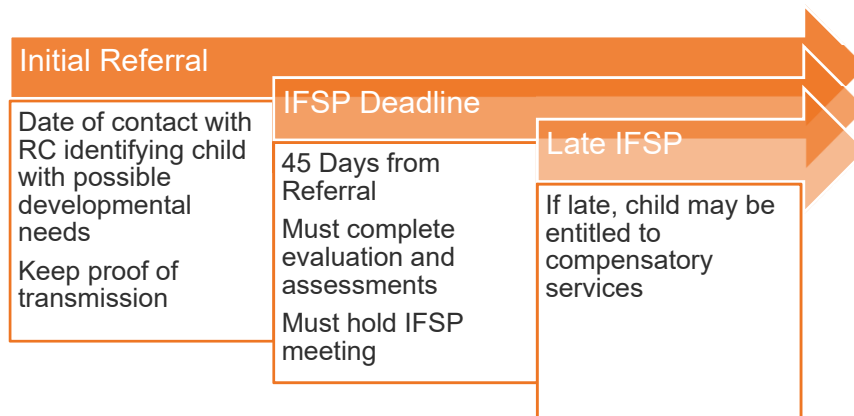 Initial Referral
Date of contact with
RC identifying child
with possible
developmental
needs
Keep proof of
transmission
IFSP Deadline
45 Days from
Referral
Must complete
evaluation and
assessments
Must hold IFSP
meeting
Late IFSP
If late, child may be
entitled to
compensatory
services